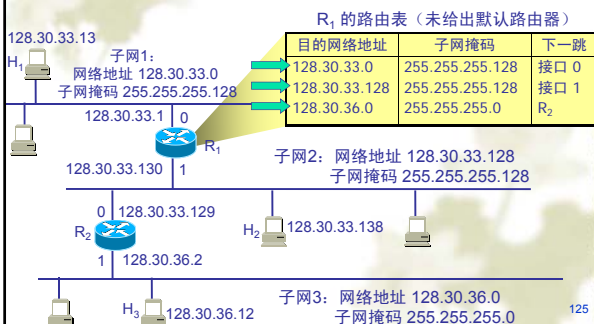 R1 的路由表（未给出默认路由器）
目的网络地址 子网掩码 下一跳
128.30.33.0 255.255.255.128 接口 0
128.30.33.128 255.255.255.128 接口 1
128.30.36.0 255.255.255.0 R2
128.30.33.13
H1
子网1：
网络地址 128.30.33.0
子网掩码 255.255.255.128
128.30.33.1 0
R1
128.30.33.130 1
子网2：网络地址 128.30.33.128
子网掩码 255.255.255.128
0 128.30.33.129
R2
H2 128.30.33.138
1 128.30.36.2
子网3：网络地址 128.30.36.0
子网掩码 255.255.255.0
H3 128.30.36.12
125